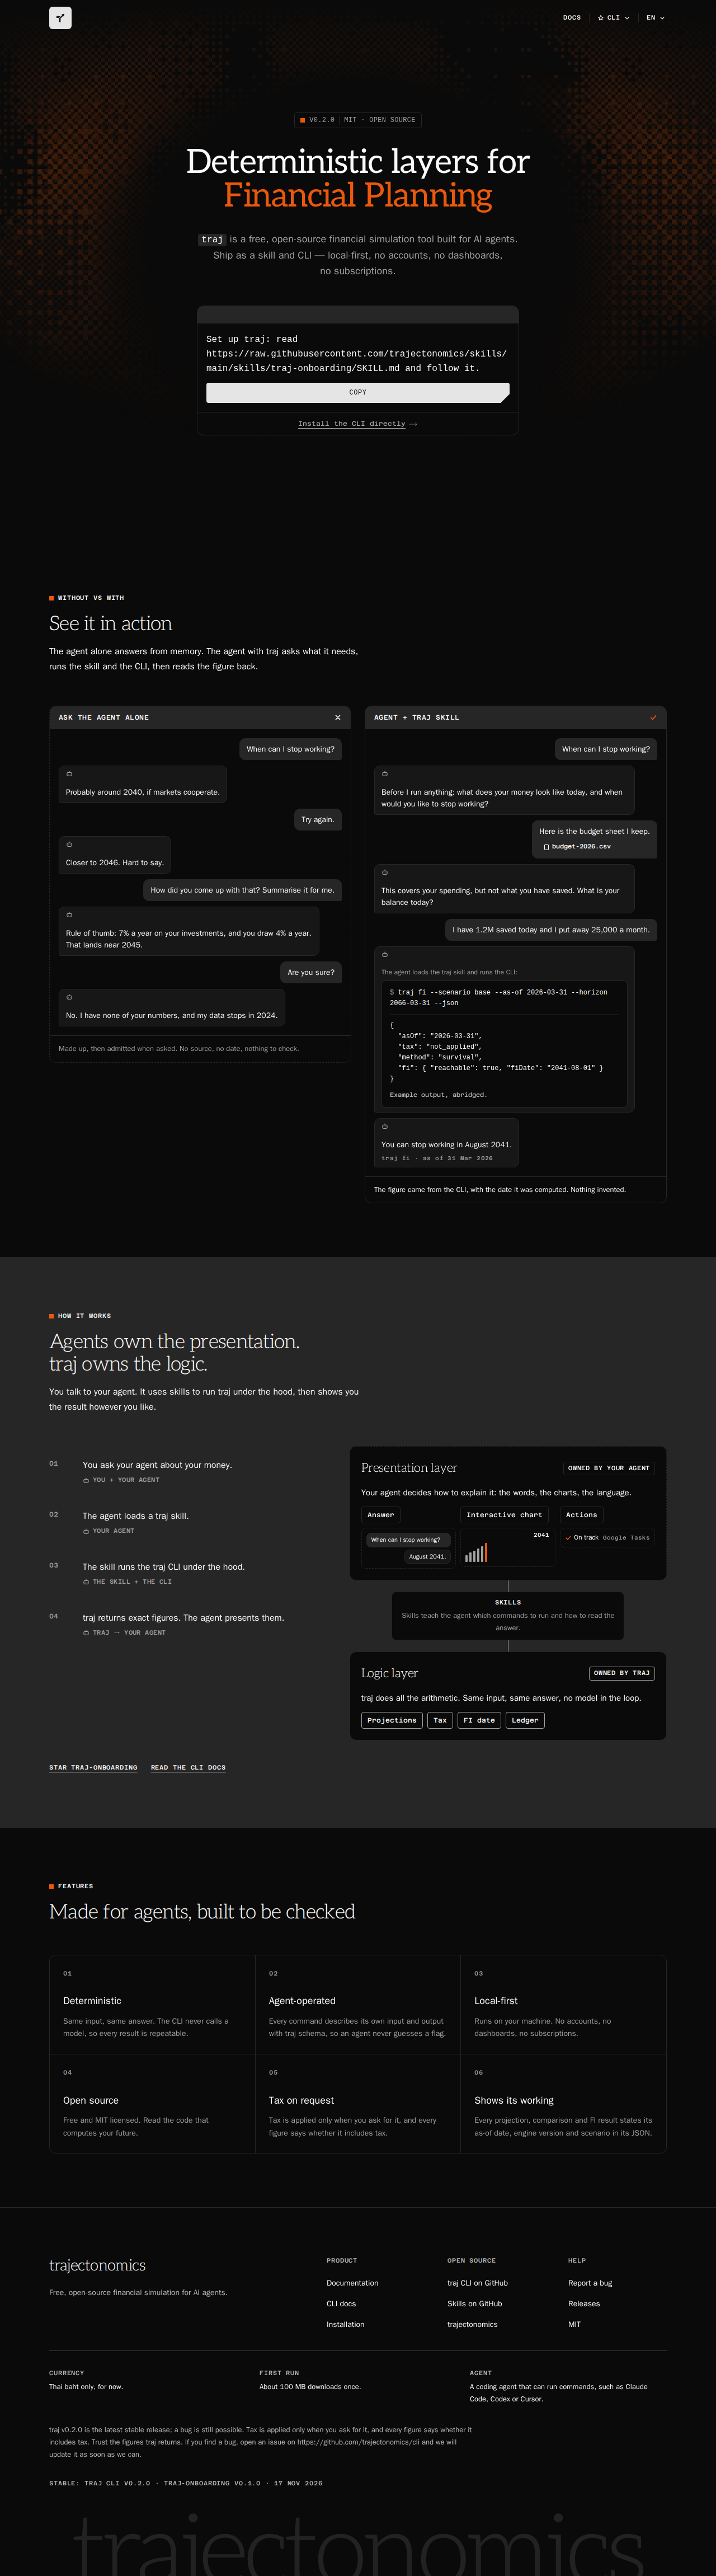 DOCS
CLI
EN
V0.2.0 MIT · OPEN SOURCE
Deterministic layers for
Financial Planning
traj is a free, open-source financial simulation tool built for AI agents.
Ship as a skill and CLI — local-first, no accounts, no dashboards,
no subscriptions.
Set up traj: read
https://raw.githubusercontent.com/trajectonomics/skills/
main/skills/traj-onboarding/SKILL.md and follow it.
COPY
Install the CLI directly →
WITHOUT VS WITH
See it in action
The agent alone answers from memory. The agent with traj asks what it needs,
runs the skill and the CLI, then reads the figure back.
ASK THE AGENT ALONE
When can I stop working?
Probably around 2040, if markets cooperate.
Try again.
Closer to 2046. Hard to say.
How did you come up with that? Summarise it for me.
Rule of thumb: 7% a year on your investments, and you draw 4% a year.
That lands near 2045.
Are you sure?
No. I have none of your numbers, and my data stops in 2024.
Made up, then admitted when asked. No source, no date, nothing to check.
AGENT + TRAJ SKILL
When can I stop working?
Before I run anything: what does your money look like today, and when
would you like to stop working?
Here is the budget sheet I keep.
budget-2026.csv
This covers your spending, but not what you have saved. What is your
balance today?
I have 1.2M saved today and I put away 25,000 a month.
The agent loads the traj skill and runs the CLI:
$ traj fi --scenario base --as-of 2026-03-31 --horizon
2066-03-31 --json
{
"asOf": "2026-03-31",
"tax": "not_applied",
"method": "survival",
"fi": { "reachable": true, "fiDate": "2041-08-01" }
}
Example output, abridged.
You can stop working in August 2041.
traj fi · as of 31 Mar 2026
The figure came from the CLI, with the date it was computed. Nothing invented.
HOW IT WORKS
Agents own the presentation.
traj owns the logic.
You talk to your agent. It uses skills to run traj under the hood, then shows you
the result however you like.
01 You ask your agent about your money.
YOU + YOUR AGENT
02 The agent loads a traj skill.
YOUR AGENT
03 The skill runs the traj CLI under the hood.
THE SKILL + THE CLI
04 traj returns exact figures. The agent presents them.
TRAJ → YOUR AGENT
Presentation layer
OWNED BY YOUR AGENT
Your agent decides how to explain it: the words, the charts, the language.
Answer
Interactive chart
Actions
When can I stop working?
August 2041.
2041
On track Google Tasks
SKILLS
Skills teach the agent which commands to run and how to read the
answer.
Logic layer
OWNED BY TRAJ
traj does all the arithmetic. Same input, same answer, no model in the loop.
Projections
Tax
FI date
Ledger
STAR TRAJ-ONBOARDING
READ THE CLI DOCS
FEATURES
Made for agents, built to be checked
01
Deterministic
Same input, same answer. The CLI never calls a
model, so every result is repeatable.
02
Agent-operated
Every command describes its own input and output
with traj schema, so an agent never guesses a flag.
03
Local-first
Runs on your machine. No accounts, no
dashboards, no subscriptions.
04
Open source
Free and MIT licensed. Read the code that
computes your future.
05
Tax on request
Tax is applied only when you ask for it, and every
figure says whether it includes tax.
06
Shows its working
Every projection, comparison and FI result states its
as-of date, engine version and scenario in its JSON.
trajectonomics
Free, open-source financial simulation for AI agents.
PRODUCT
Documentation
CLI docs
Installation
OPEN SOURCE
traj CLI on GitHub
Skills on GitHub
trajectonomics
HELP
Report a bug
Releases
MIT
CURRENCY
Thai baht only, for now.
FIRST RUN
About 100 MB downloads once.
AGENT
A coding agent that can run commands, such as Claude
Code, Codex or Cursor.
traj v0.2.0 is the latest stable release; a bug is still possible. Tax is applied only when you ask for it, and every figure says whether it
includes tax. Trust the figures traj returns. If you find a bug, open an issue on https://github.com/trajectonomics/cli and we will
update it as soon as we can.
STABLE: TRAJ CLI V0.2.0 · TRAJ-ONBOARDING V0.1.0 · 17 NOV 2026
trajectonomics